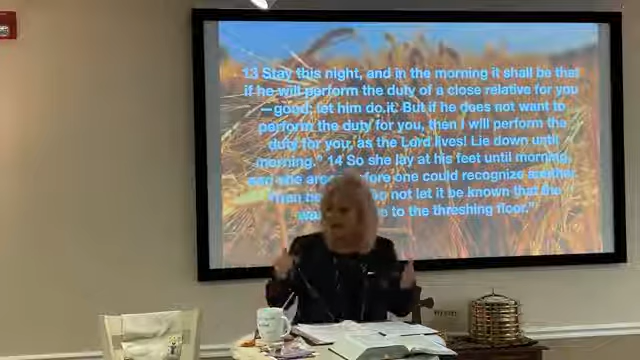 13 Stay this night, and in the morning it shall be that
if he will perform the duty of a close relative for you
—good; let him do it. But if he does not want to
perform the duty for you, then I will perform the
duty for you, as the Lord lives! Lie down until
morning." 14 So she lay at his feet until morning,
and she arose before one could recognize another.
Then he not let it be known that the
to the threshing floor."